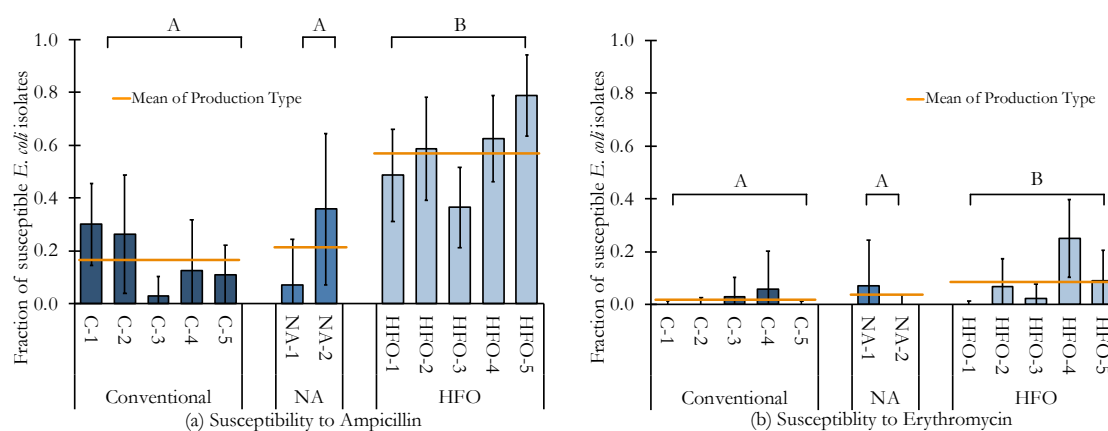 A
A
B
1.0
0.8
0.6
0.4
0.2
0.0
Fraction of susceptible E. coli isolates
Mean of Production Type
C-1
C-2
C-3
C-4
C-5
NA-1
NA-2
HFO-1
HFO-2
HFO-3
HFO-4
HFO-5
Conventional
NA
HFO
(a) Susceptibility to Ampicillin
1.0
0.8
0.6
0.4
0.2
0.0
Fraction of susceptible E. coli isolates
Mean of Production Type
A
A
B
C-1
C-2
C-3
C-4
C-5
NA-1
NA-2
HFO-1
HFO-2
HFO-3
HFO-4
HFO-5
Conventional
NA
HFO
(b) Susceptiblity to Erythromycin